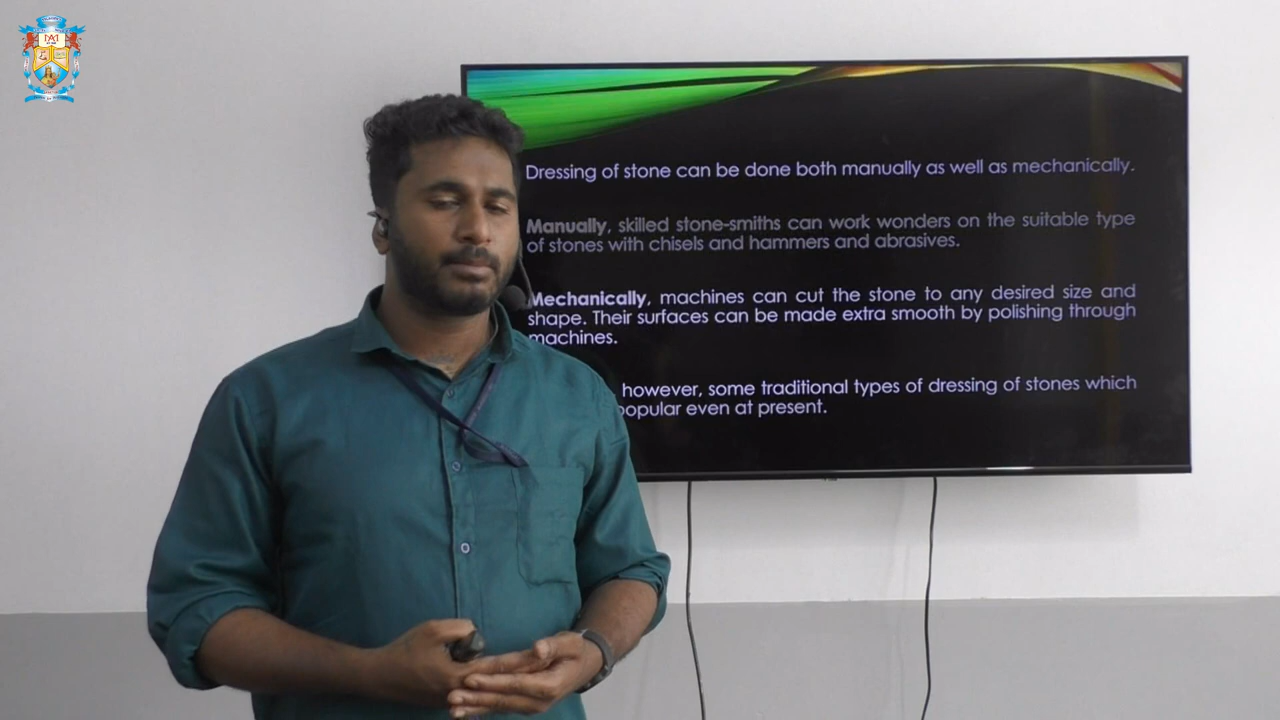 Dressing of stone can be done both manually as well as mechanically.
Manually, skilled stone-smiths can work wonders on the suitable type
of stones with chisels and hammers and abrasives.
Mechanically, machines can cut the stone to any desired size and
shape. Their surfaces can be made extra smooth by polishing through
machines.
however, some traditional types of dressing of stones which
popular even at present.